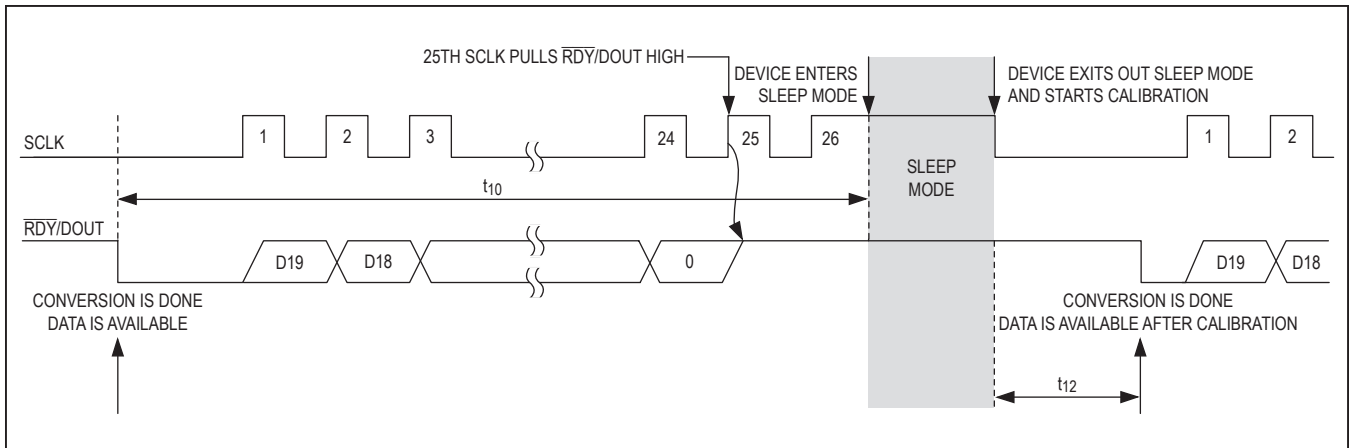 25TH SCLK PULLS R̅D̅Y̅/DOUT HIGH
DEVICE ENTERS
SLEEP MODE
DEVICE EXITS OUT SLEEP MODE
AND STARTS CALIBRATION
SCLK
1
2
3
24
25
26
1
2
SLEEP
MODE
t10
R̅D̅Y̅/DOUT
D19
D18
0
D19
D18
CONVERSION IS DONE
DATA IS AVAILABLE
CONVERSION IS DONE
DATA IS AVAILABLE AFTER CALIBRATION
t12